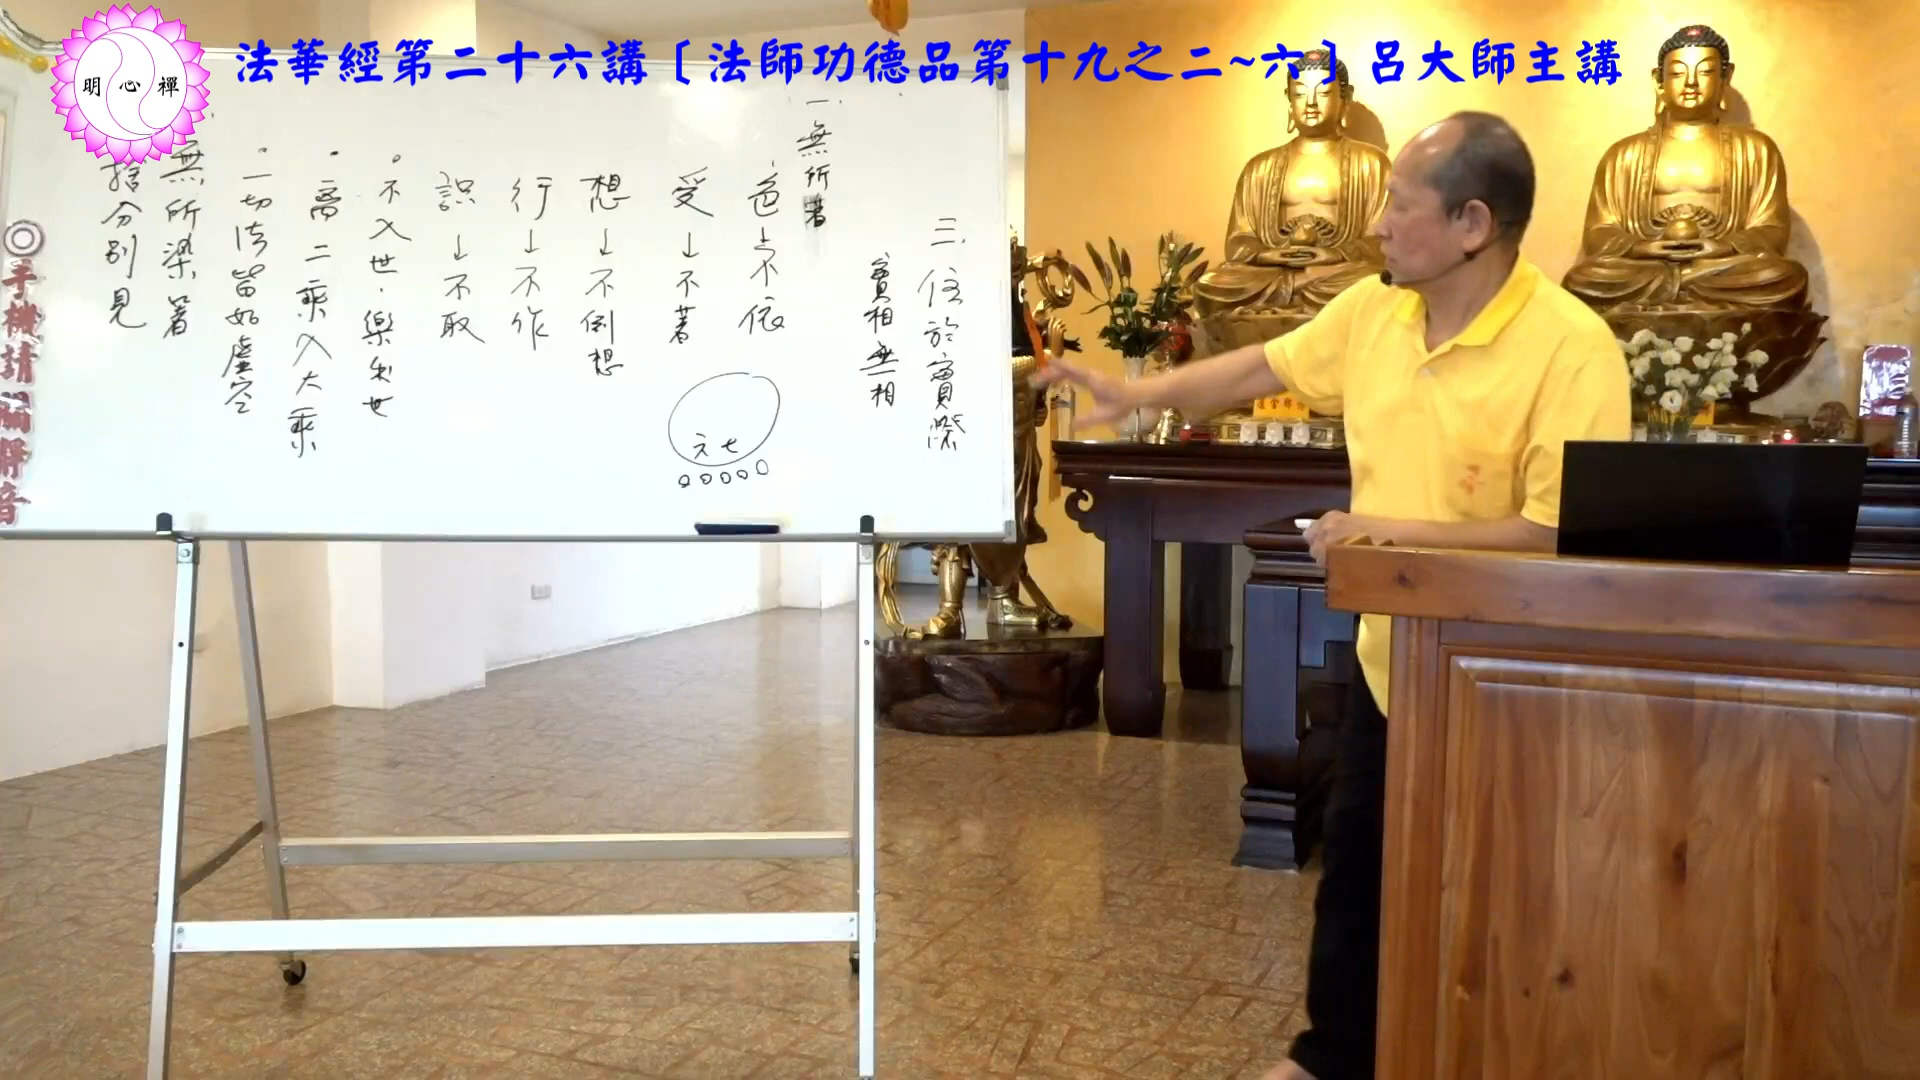 法華經第二十六講〔法師功德品第十九之二~六〕呂大師主講
明心禪
三.住於實際
實相無相
一.無所著
色→不依
受→不著
想→不倒想
行→不作
識→不取
不入世.樂出世
離二乘入大乘
一切法皆如虛空
無所染著
捨分別見
◎手機請關靜音